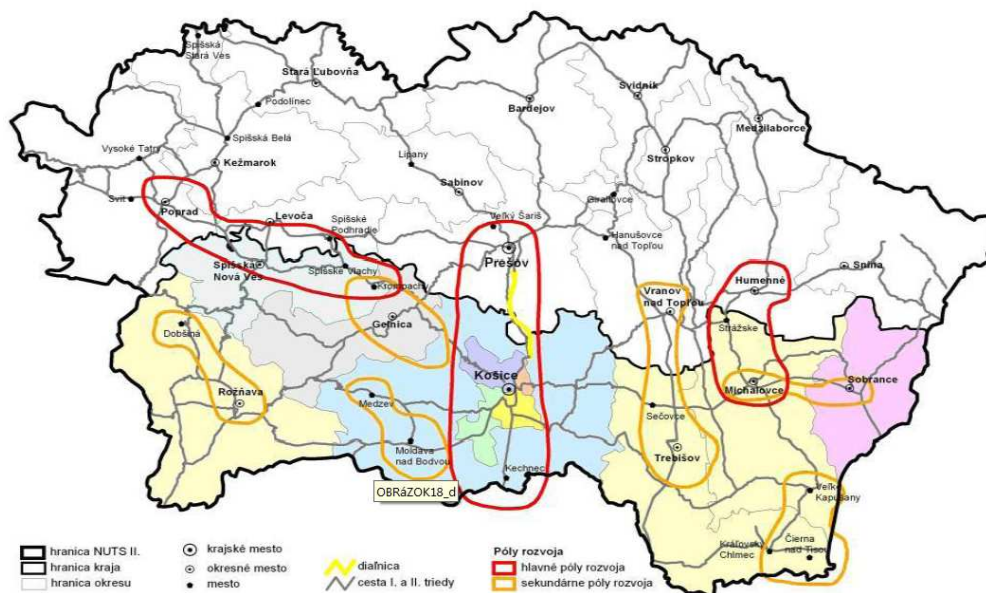 Spišská
Stará Ves
Stará Ľubovňa
Podolínec
Spišská Belá
Vysoké Tatry
Kežmarok
Svit
Poprad
Levoča
Spišské
Podhradie
Spišská
Nová Ves
Spišské Vlachy
Krompachy
Gelnica
Dobšiná
Rožňava
Bardejov
Svidník
Medzilaborce
Stropkov
Lipany
Sabinov
Giraltovce
Veľký Šariš
Prešov
Hanušovce
nad Topľou
Vranov
nad Topľou
Humenné
Snina
Strážske
Michalovce
Sobrance
Košice
Medzev
Moldava
nad Bodvou
Kechnec
Sečovce
Trebišov
Veľké
Kapušany
Kráľovský
Chlmec
Čierna
nad Tisou
OBRáZOK18_d
hranica NUTS II.
hranica kraja
hranica okresu
krajské mesto
okresné mesto
mesto
diaľnica
cesta I. a II. triedy
Póly rozvoja
hlavné póly rozvoja
sekundárne póly rozvoja